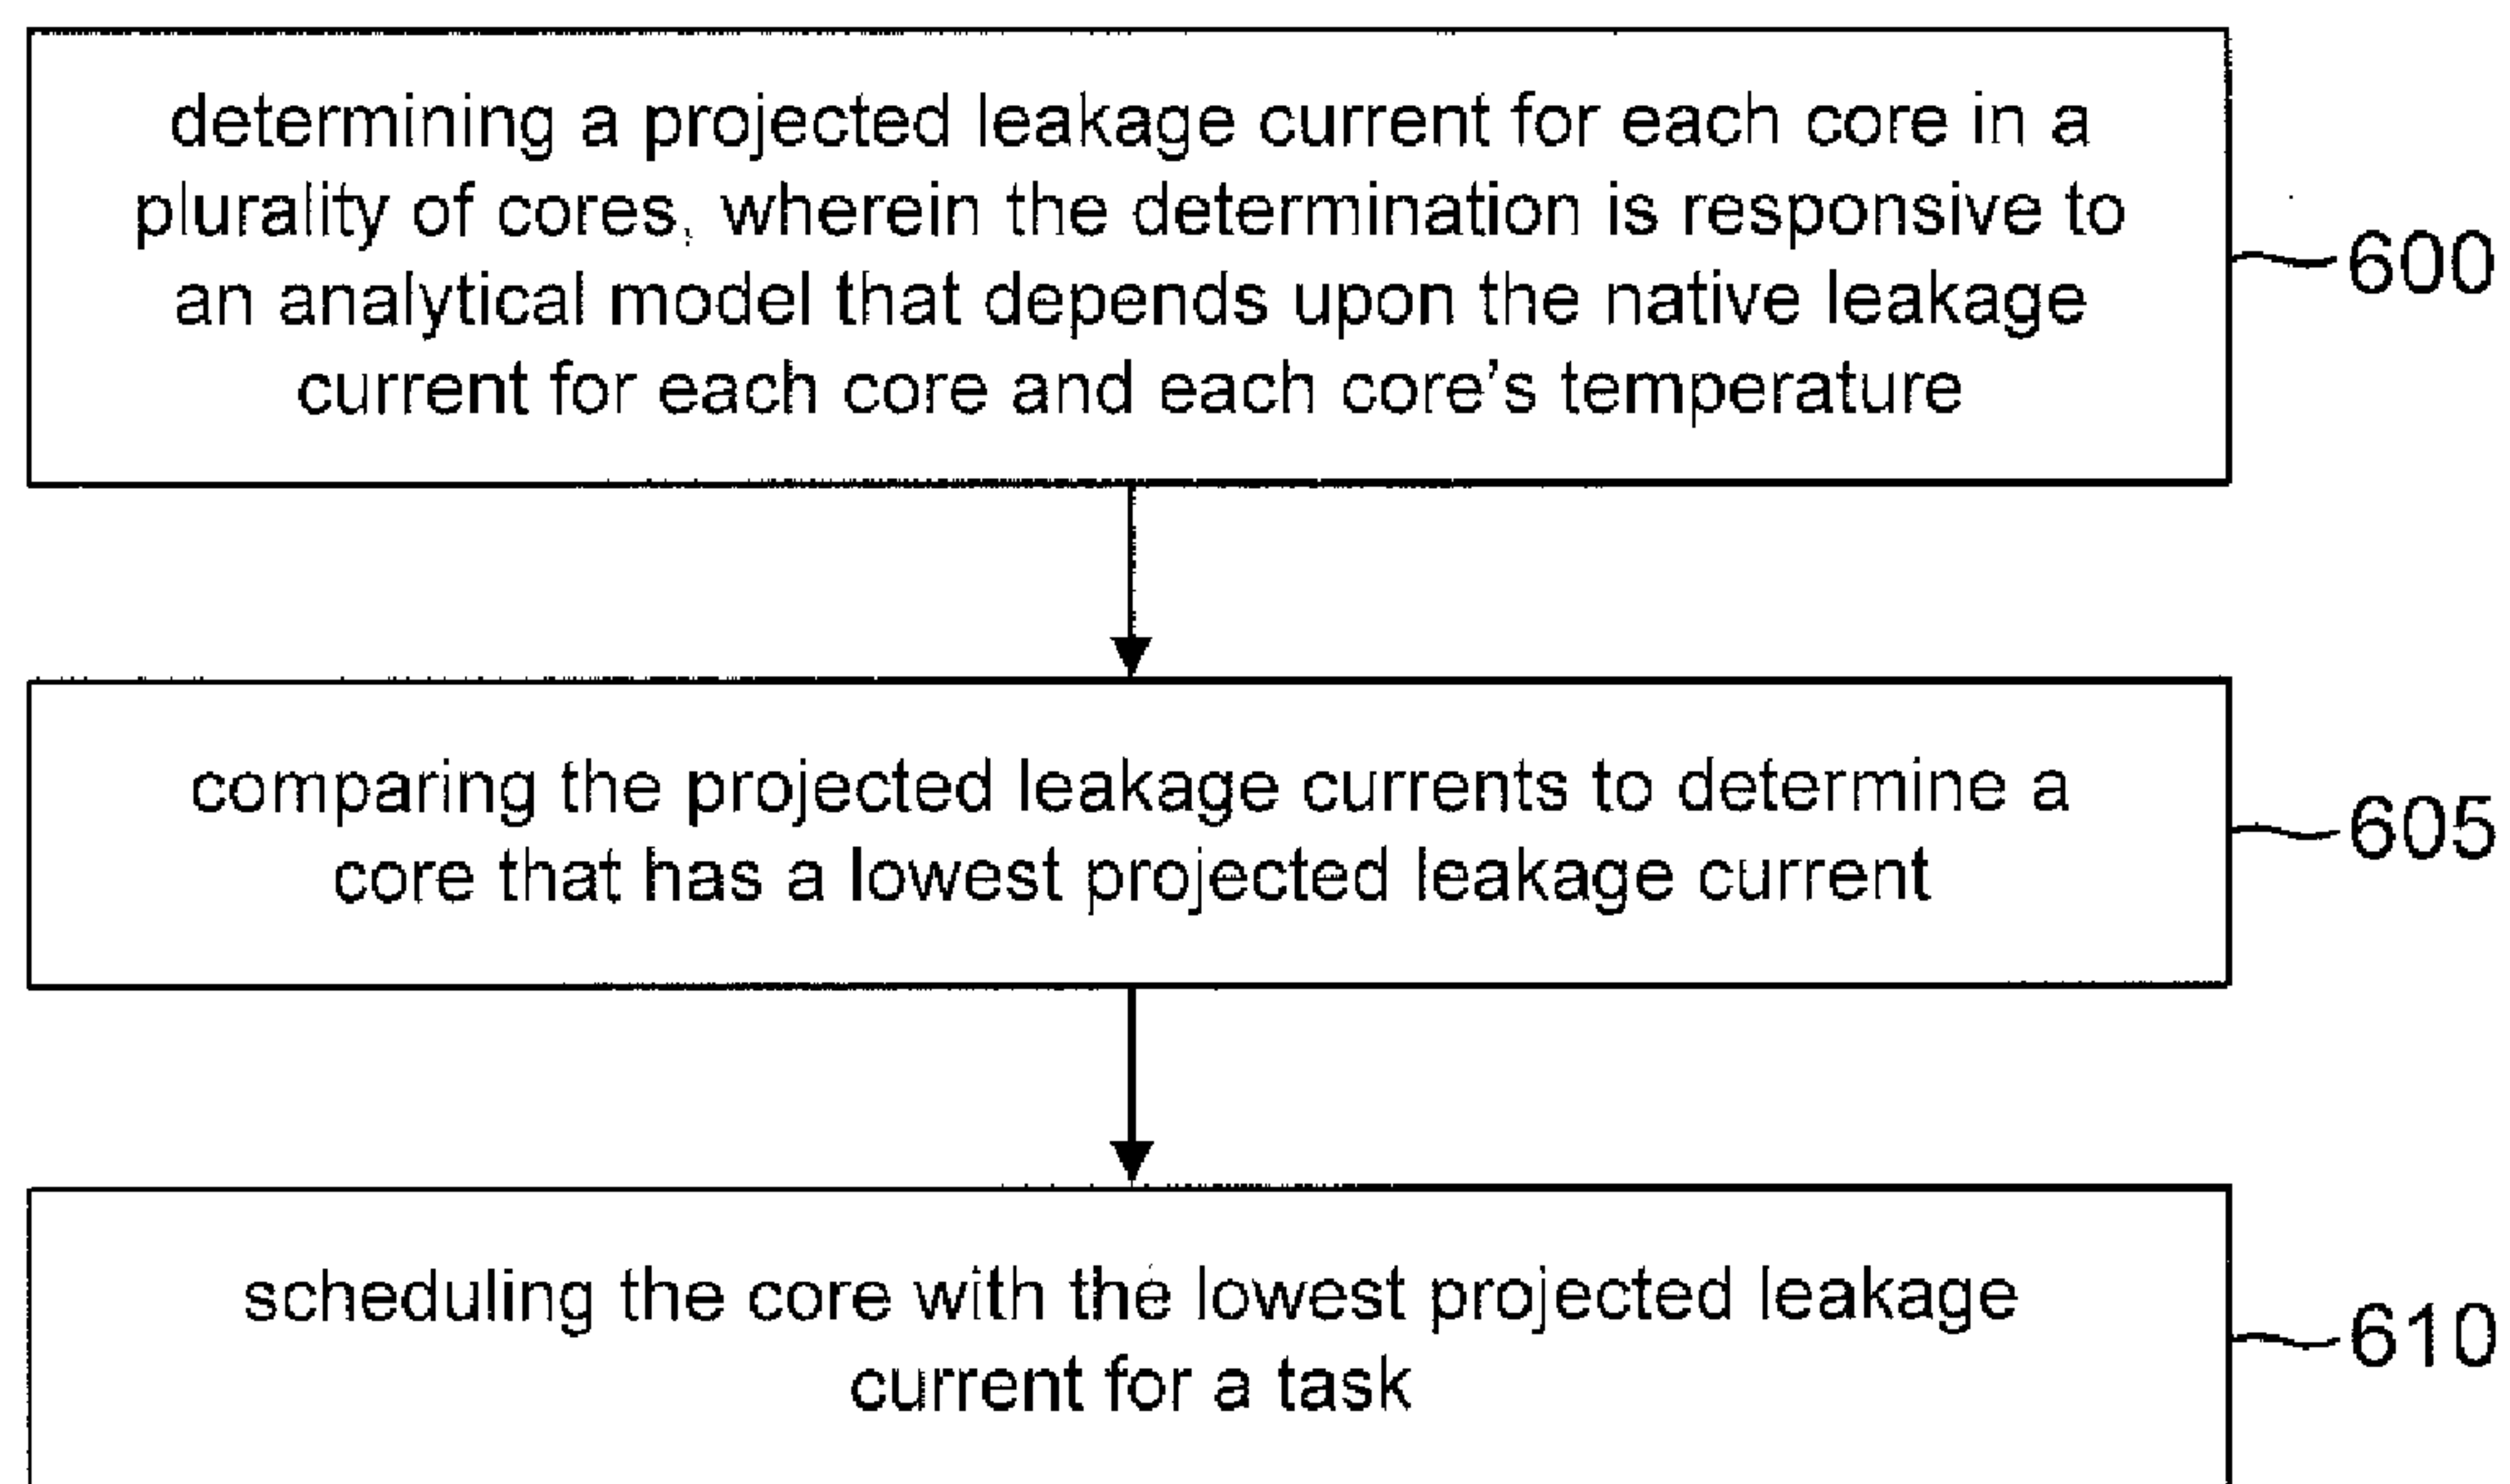 determining a projected leakage current for each core in a
plurality of cores, wherein the determination is responsive to
an analytical model that depends upon the native leakage
current for each core and each core's temperature
600
comparing the projected leakage currents to determine a
core that has a lowest projected leakage current
605
scheduling the core with the lowest projected leakage
current for a task
610